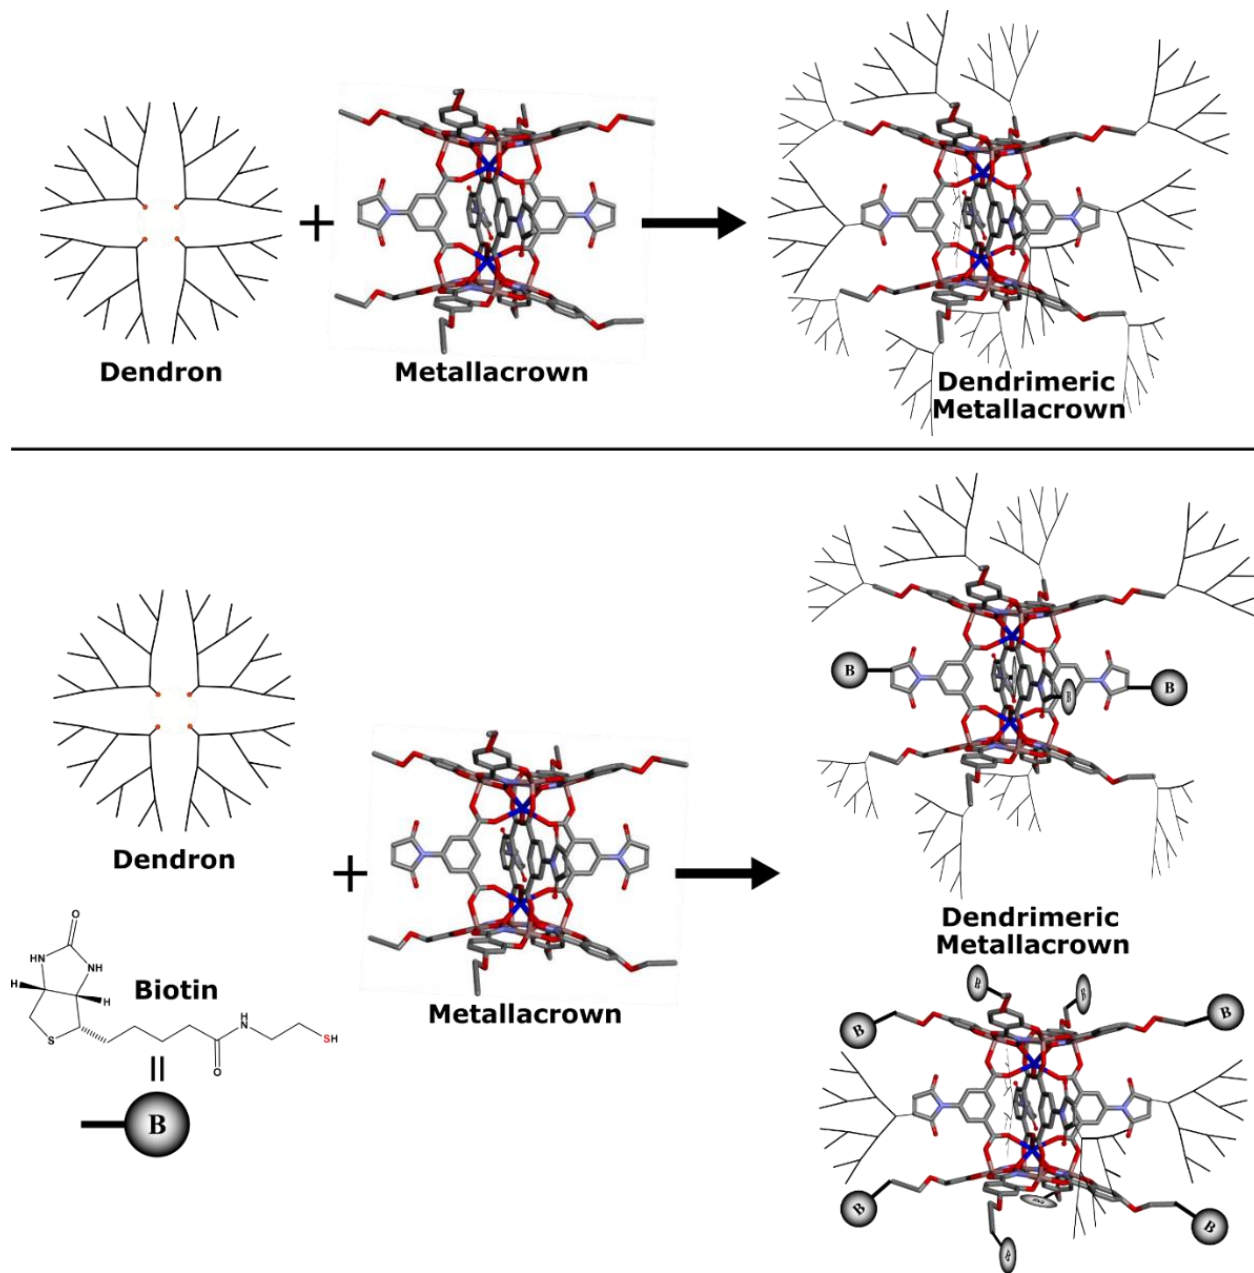 Dendron
+
Metallacrown
Dendrimeric
Metallacrown
Dendron
+
Metallacrown
Biotin
O
HN
NH
H
H
S
O
H
N
SH
B
B
B
B
Dendrimeric
Metallacrown
B
B
B
B